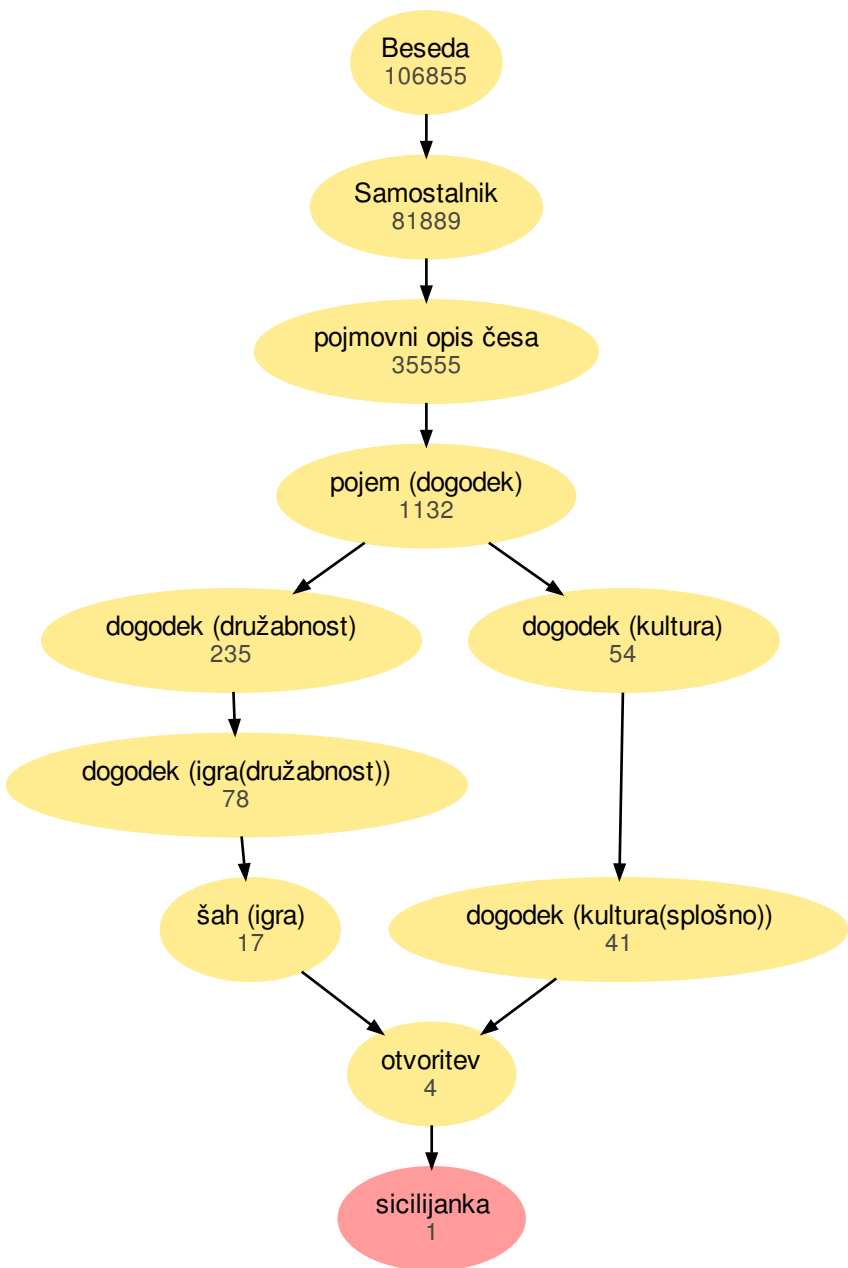 Beseda
106855
Samostalnik
81889
pojmovni opis česa
35555
pojem (dogodek)
1132
dogodek (družabnost)
235
dogodek (kultura)
54
dogodek (igra(družabnost))
78
šah (igra)
17
dogodek (kultura(splošno))
41
otvoritev
4
sicilijanka
1